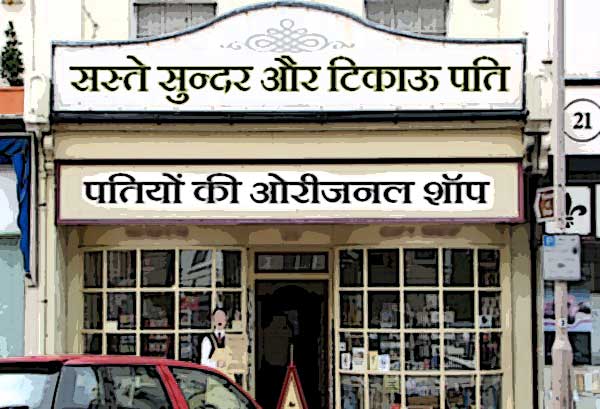 सस्ते सुन्दर और टिकाऊ पति
पतियों की ओरीजनल शॉप
21